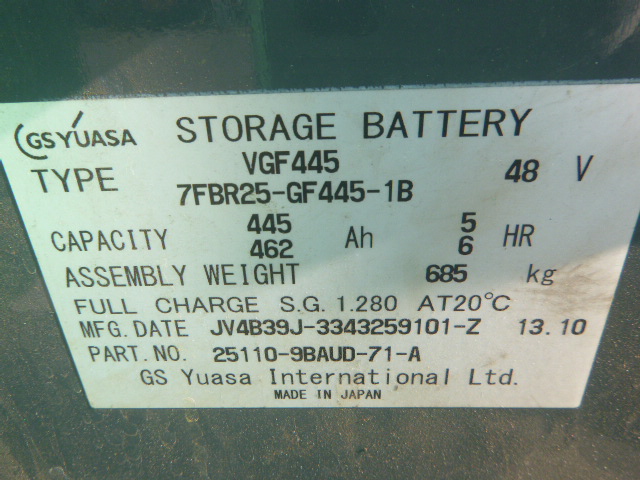 GS YUASA STORAGE BATTERY
TYPE VGF445 48 V
7FBR25-GF445-1B
CAPACITY 445 Ah 5 HR
462 6
ASSEMBLY WEIGHT 685 kg
FULL CHARGE S.G. 1.280 AT20°C
MFG. DATE JV4B39J-3343259101-Z 13.10
PART. NO. 25110-9BAUD-71-A
GS Yuasa International Ltd.
MADE IN JAPAN